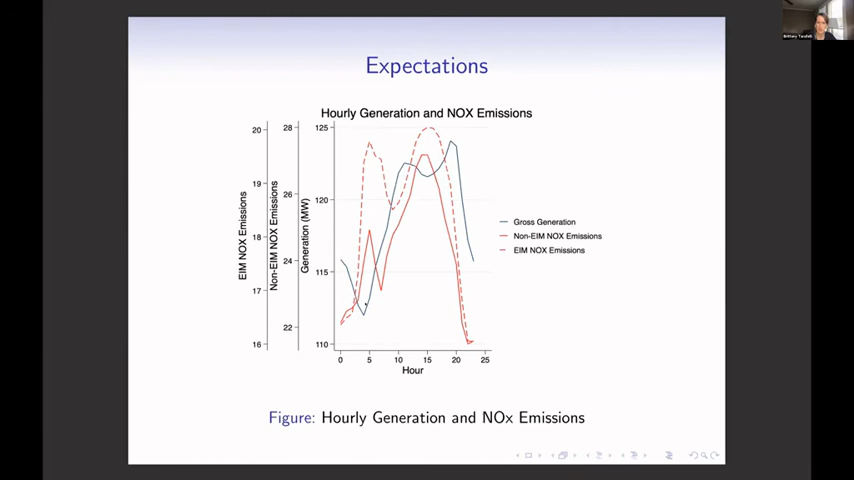 Expectations
Hourly Generation and NOX Emissions
EIM NOX Emissions
20
19
18
17
16
Non-EIM NOX Emissions
28
26
24
22
Generation (MW)
125
120
115
110
0 5 10 15 20 25
Hour
Gross Generation
Non-EIM NOX Emissions
EIM NOX Emissions
Figure: Hourly Generation and NOx Emissions